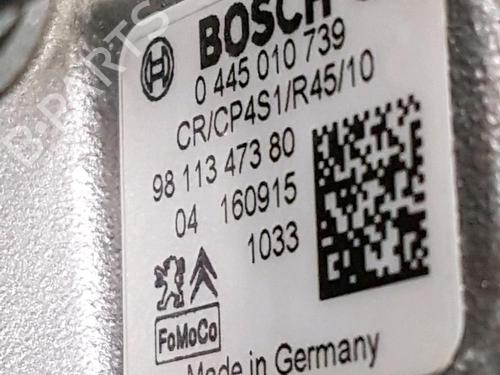 BOSCH
0 445 010 739
CR/CP4S1/R45/10
98 113 473 80
04 160915
1033
FoMoCo
Made in Germany